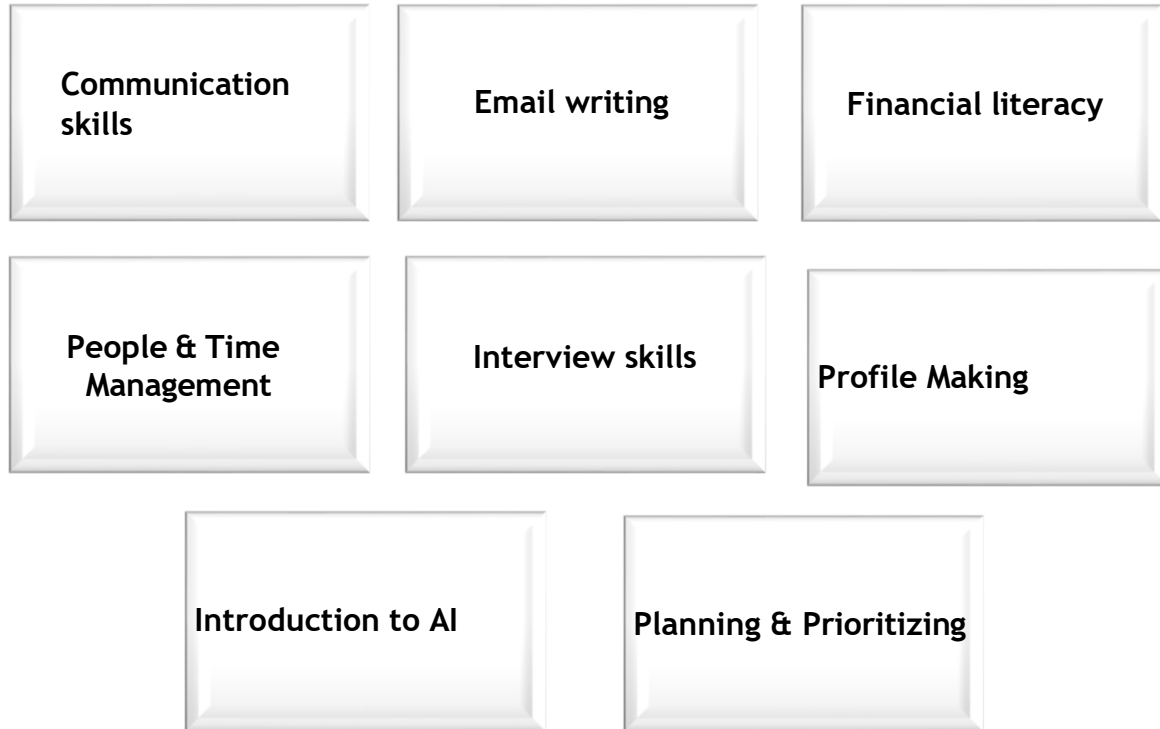 Communication
skills
Email writing
Financial literacy
People & Time
Management
Interview skills
Profile Making
Introduction to AI
Planning & Prioritizing